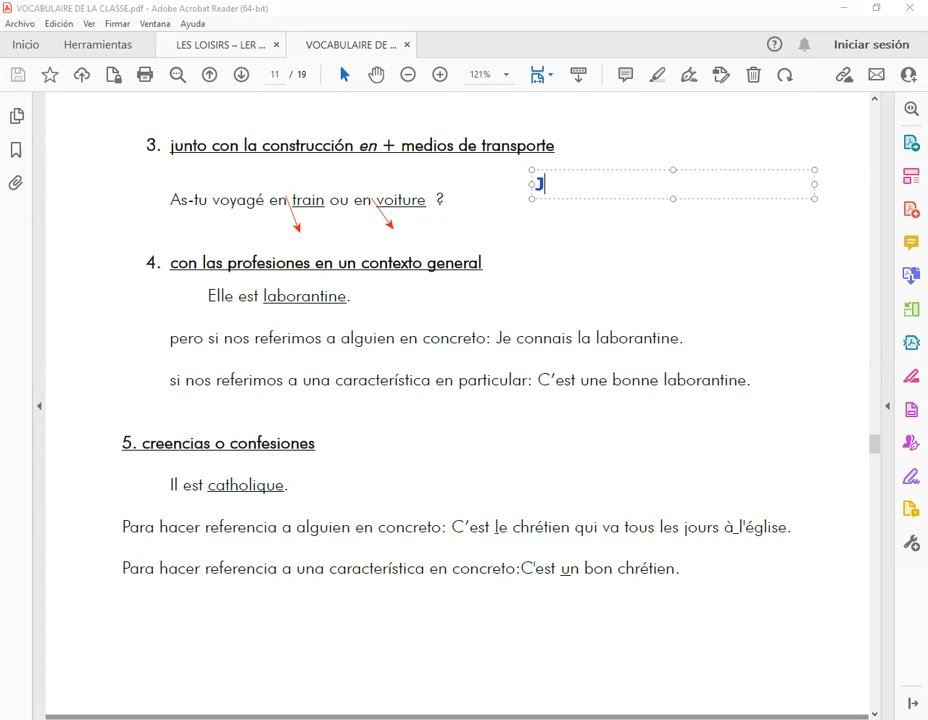 VOCABULAIRE DE LA CLASSE.pdf - Adobe Acrobat Reader (64-bit)
Archivo Edición Ver Firmar Ventana Ayuda
Inicio Herramientas LES LOISIRS – LER ... × VOCABULAIRE DE ... × Iniciar sesión
11 / 19 121%
3. junto con la construcción en + medios de transporte
J
As-tu voyagé en train ou en voiture ?
4. con las profesiones en un contexto general
Elle est laborantine.
pero si nos referimos a alguien en concreto: Je connais la laborantine.
si nos referimos a una característica en particular: C’est une bonne laborantine.
5. creencias o confesiones
Il est catholique.
Para hacer referencia a alguien en concreto: C’est le chrétien qui va tous les jours à l'église.
Para hacer referencia a una característica en concreto:C'est un bon chrétien.